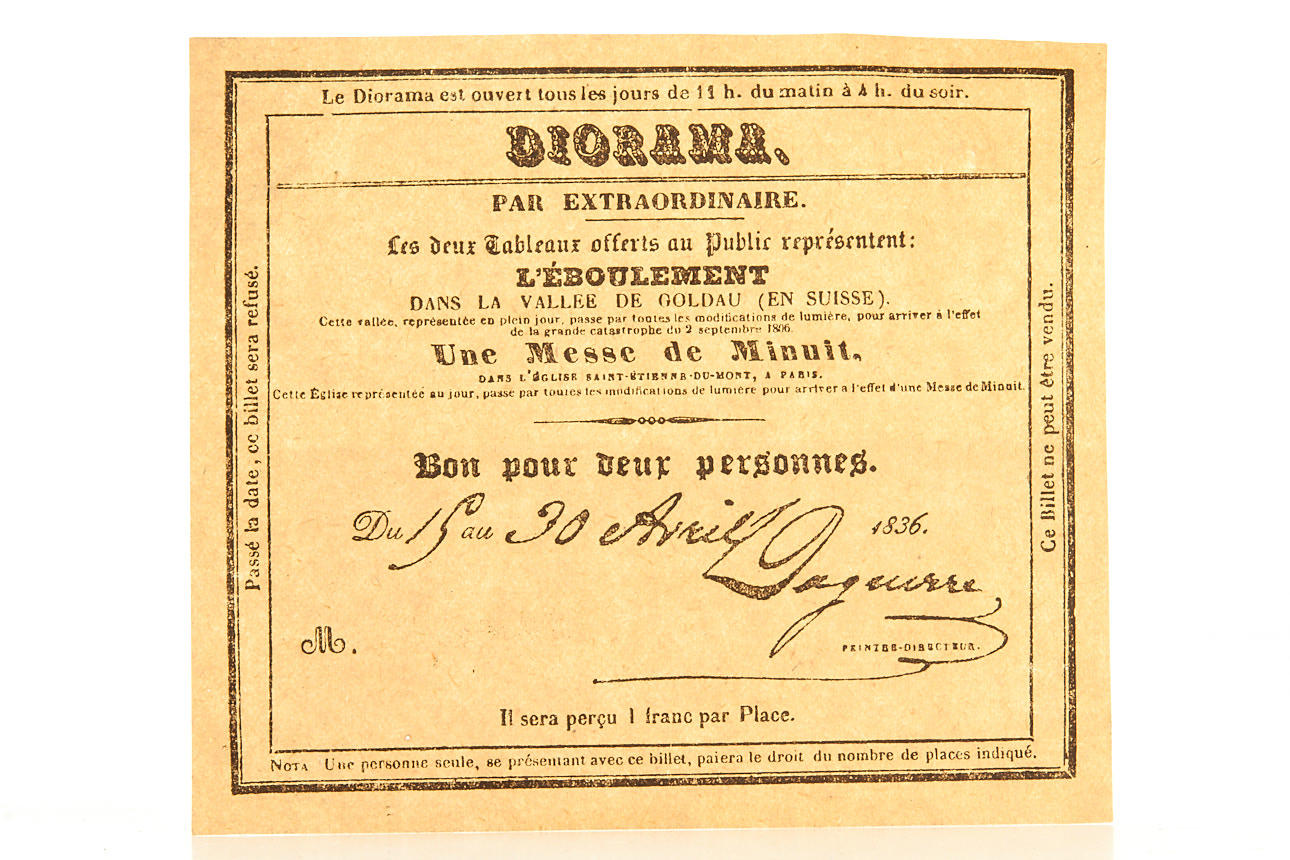 Le Diorama est ouvert tous les jours de 11 h. du matin à 4 h. du soir.
DIORAMA,
PAR EXTRAORDINAIRE.
Les deux Tableaux offerts au Public représentent:
L'ÉBOULEMENT
DANS LA VALLEE DE GOLDAU (EN SUISSE).
Cette vallée, représentée en plein jour, passe par toutes les modifications de lumière, pour arriver à l'effet
de la grande catastrophe du 2 septembre 1806.
Une Messe de Minuit,
DANS L'ÉGLISE SAINT-ÉTIENNE-DU-MONT, A PARIS.
Cette Église représentée au jour, passe par toutes les modifications de lumière pour arriver a l'effet d'une Messe de Minuit.
Bon pour deux personnes.
Du 15 au 30 Avril 1836.
Daguerre
M.
PEINTRE-DIRECTEUR.
Il sera perçu 1 franc par Place.
NOTA Une personne seule, se présentant avec ce billet, paiera le droit du nombre de places indiqué.
Passé la date, ce billet sera refusé.
Ce Billet ne peut être vendu.